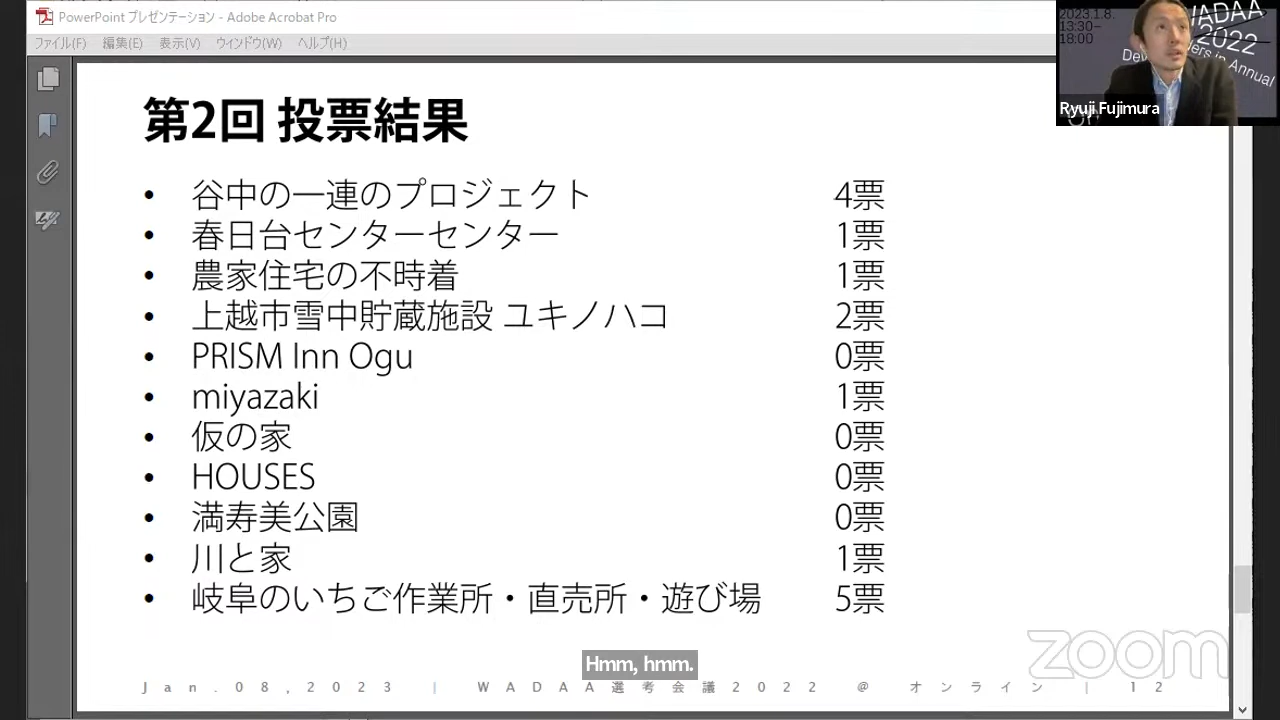 PowerPoint プレゼンテーション - Adobe Acrobat Pro
ファイル(F) 編集(E) 表示(V) ウィンドウ(W) ヘルプ(H)
2023.1.8.
13:30–
18:00
WADAA
2022
Ryuji Fujimura
第2回 投票結果
• 谷中の一連のプロジェクト 4票
• 春日台センターセンター 1票
• 農家住宅の不時着 1票
• 上越市雪中貯蔵施設 ユキノハコ 2票
• PRISM Inn Ogu 0票
• miyazaki 1票
• 仮の家 0票
• HOUSES 0票
• 満寿美公園 0票
• 川と家 1票
• 岐阜のいちご作業所・直売所・遊び場 5票
zoom
Hmm, hmm.
Jan.08,2023 | WADAA選考会議2022 @ オンライン | 12